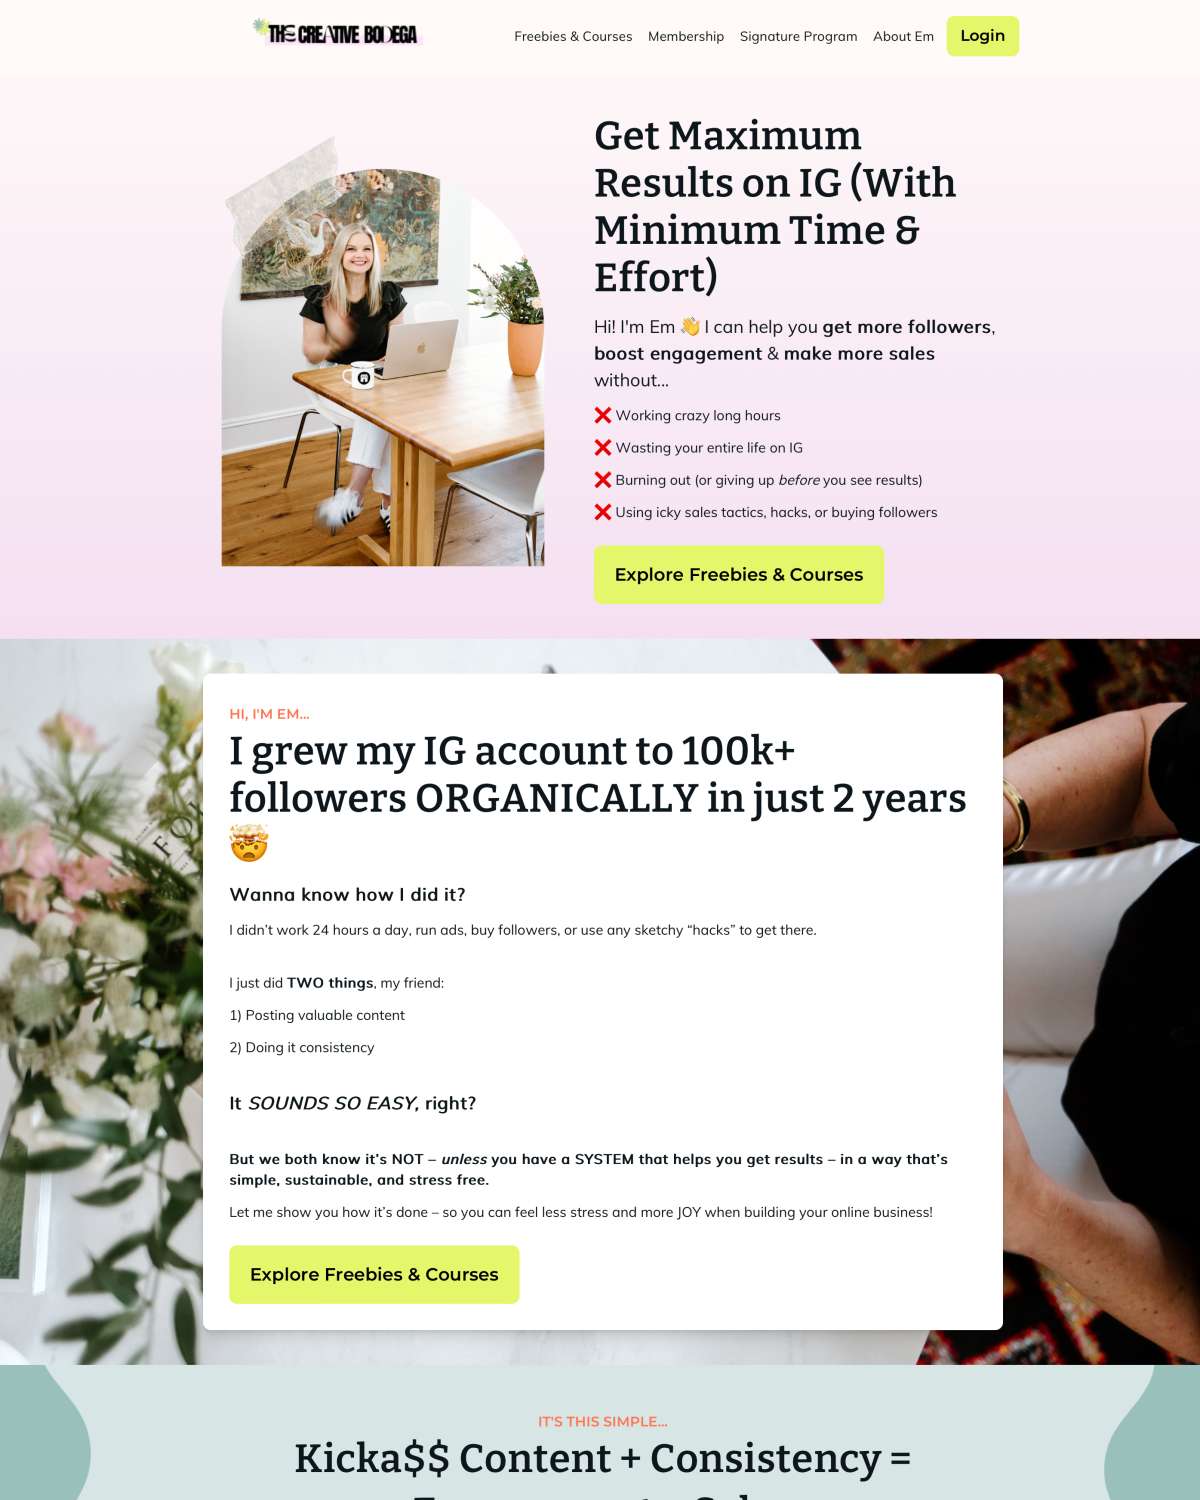 THE CREATIVE BODEGA
Freebies & Courses
Membership
Signature Program
About Em
Login
Get Maximum
Results on IG (With
Minimum Time &
Effort)
Hi! I'm Em 👋 I can help you get more followers,
boost engagement & make more sales
without...
❌ Working crazy long hours
❌ Wasting your entire life on IG
❌ Burning out (or giving up before you see results)
❌ Using icky sales tactics, hacks, or buying followers
Explore Freebies & Courses
HI, I'M EM...
I grew my IG account to 100k+
followers ORGANICALLY in just 2 years
🤯
Wanna know how I did it?
I didn’t work 24 hours a day, run ads, buy followers, or use any sketchy “hacks” to get there.
I just did TWO things, my friend:
1) Posting valuable content
2) Doing it consistency
It SOUNDS SO EASY, right?
But we both know it’s NOT – unless you have a SYSTEM that helps you get results – in a way that’s
simple, sustainable, and stress free.
Let me show you how it’s done – so you can feel less stress and more JOY when building your online business!
Explore Freebies & Courses
IT'S THIS SIMPLE...
Kicka$$ Content + Consistency =